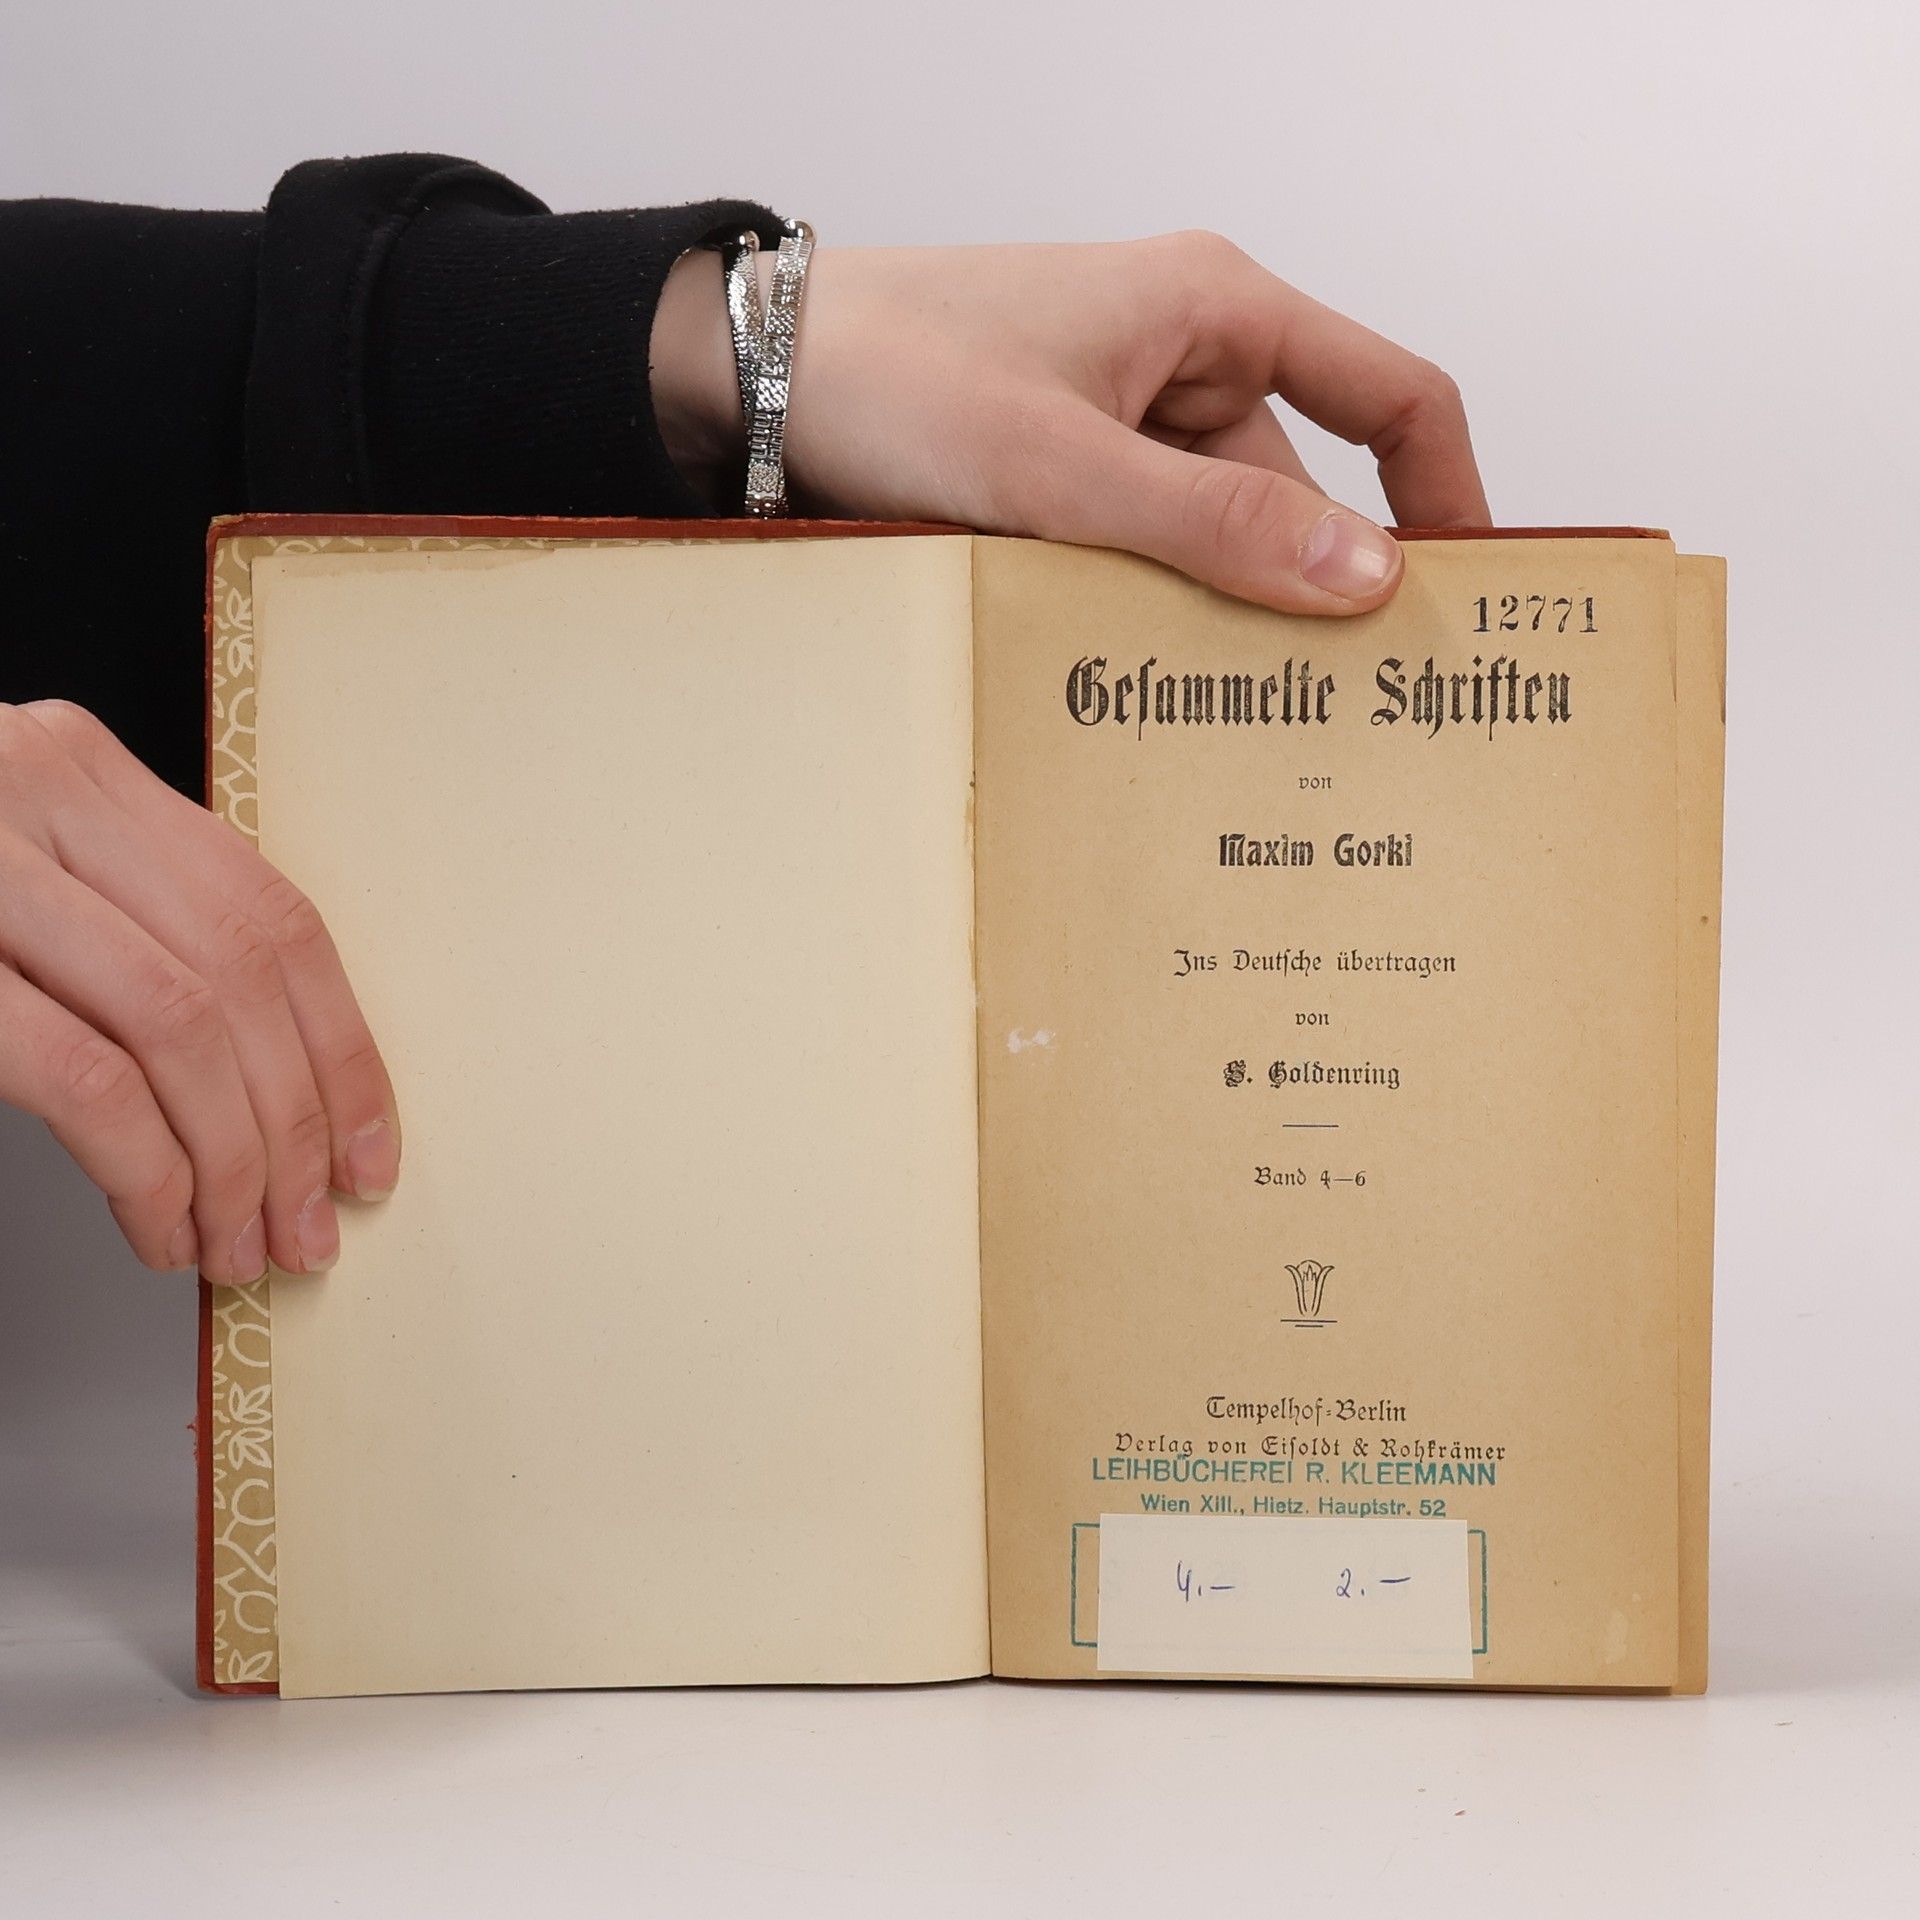 12771
Gesammelte Schriften
von
Maxim Gorki
Ins Deutsche übertragen
von
S. Goldenring
Band 4—6
Tempelhof-Berlin
Verlag von Eisoldt & Rohkrämer
LEIHBÜCHEREI R. KLEEMANN
Wien XIII., Hietz. Hauptstr. 52
4.— 2.—